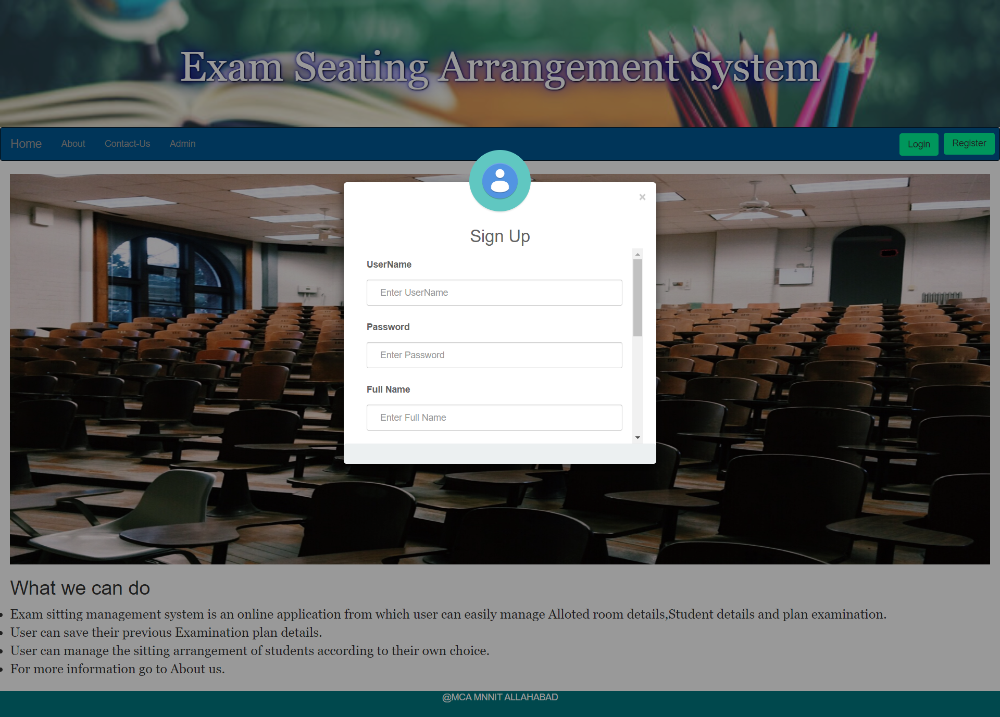 Exam Seating Arrangement System
Home About Contact-Us Admin Login Register
×
Sign Up
UserName
Enter UserName
Password
Enter Password
Full Name
Enter Full Name
What we can do
Exam sitting management system is an online application from which user can easily manage Alloted room details,Student details and plan examination.
User can save their previous Examination plan details.
User can manage the sitting arrangement of students according to their own choice.
For more information go to About us.
@MCA MNNIT ALLAHABAD